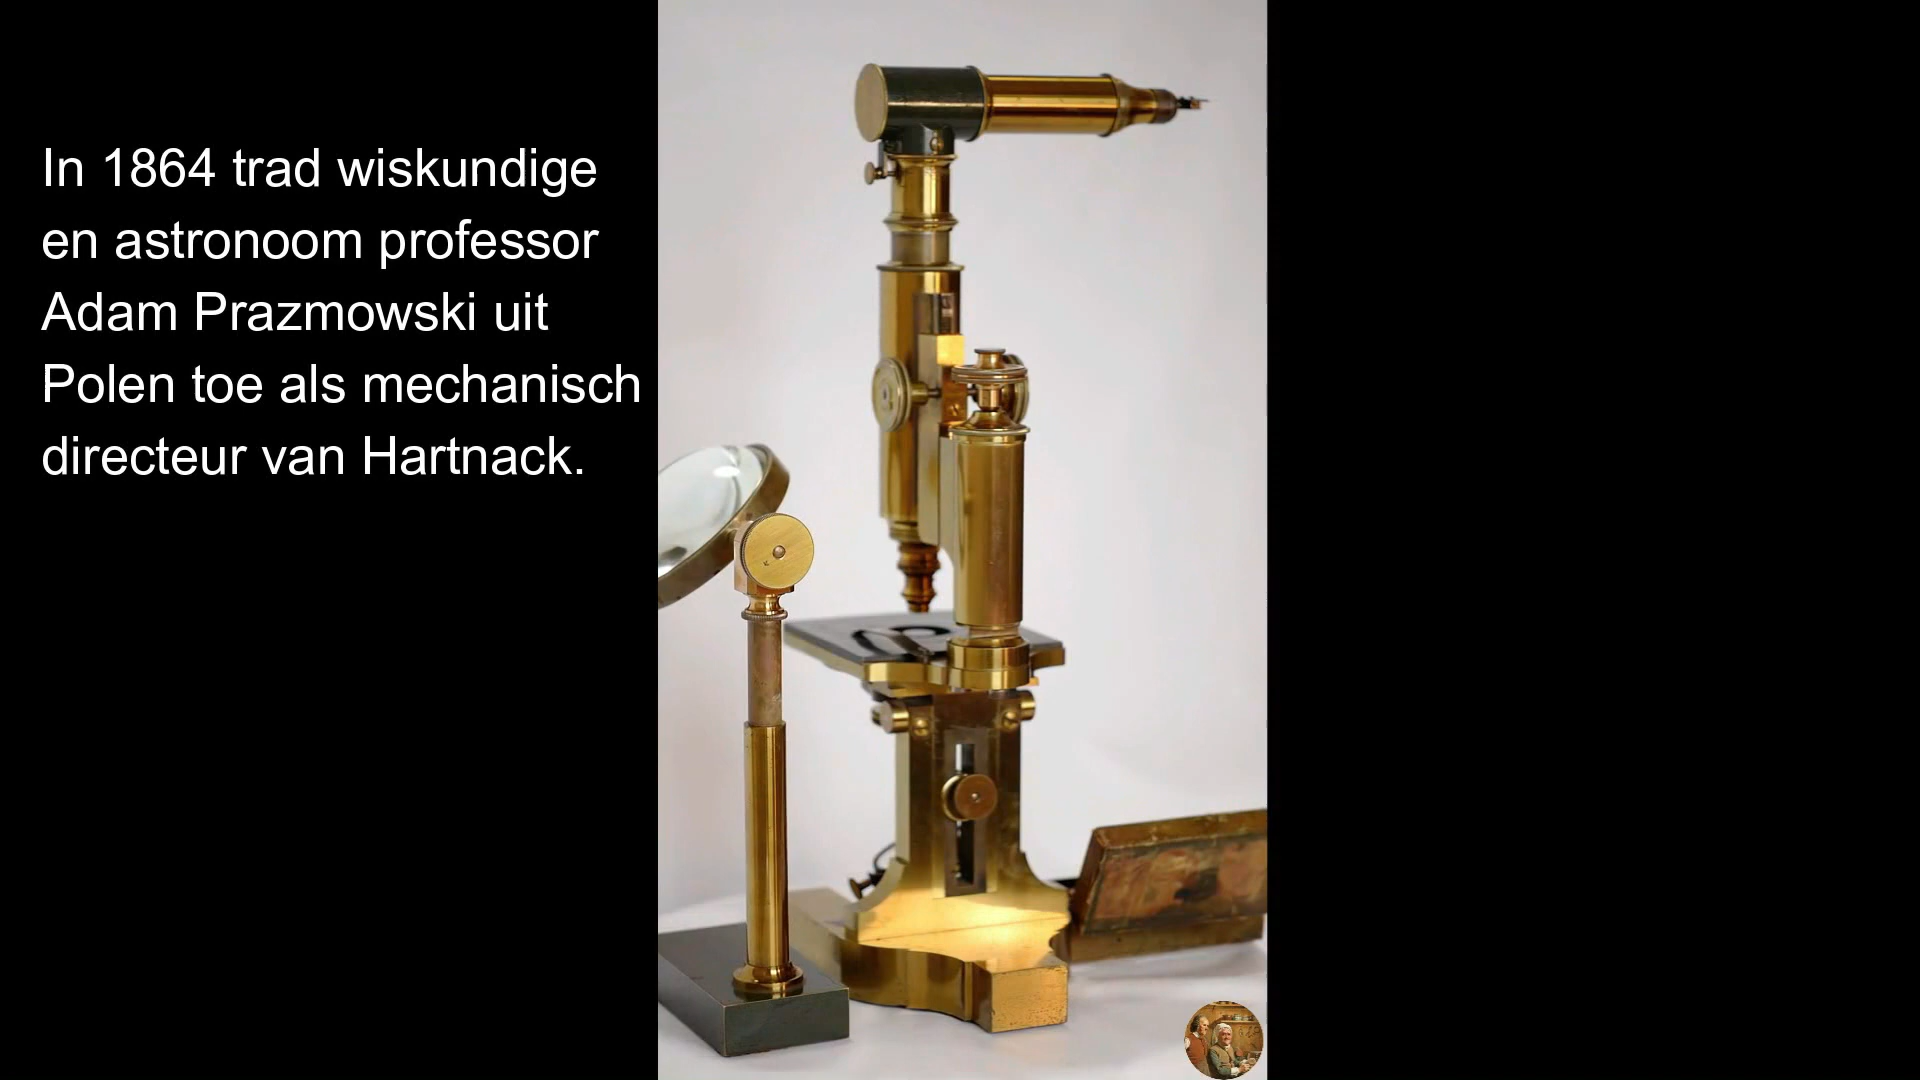 In 1864 trad wiskundige
en astronoom professor
Adam Prazmowski uit
Polen toe als mechanisch
directeur van Hartnack.